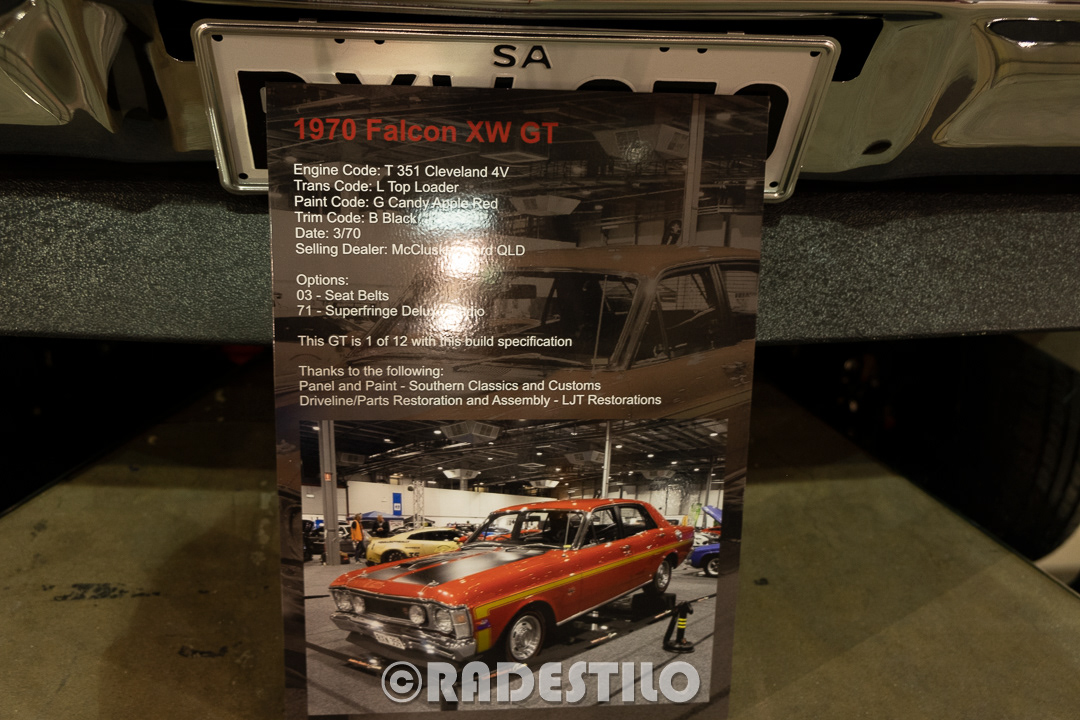 SA
1970 Falcon XW GT
Engine Code: T 351 Cleveland 4V
Trans Code: L Top Loader
Paint Code: G Candy Apple Red
Trim Code: B Black
Date: 3/70
Selling Dealer: QLD
Options:
03 - Seat Belts
71 - Superfringe
This GT is 1 of 12 with this build specification
Thanks to the following:
Panel and Paint - Southern Classics and Customs
Driveline/Parts Restoration and Assembly - LJT Restorations
©RADESTILO